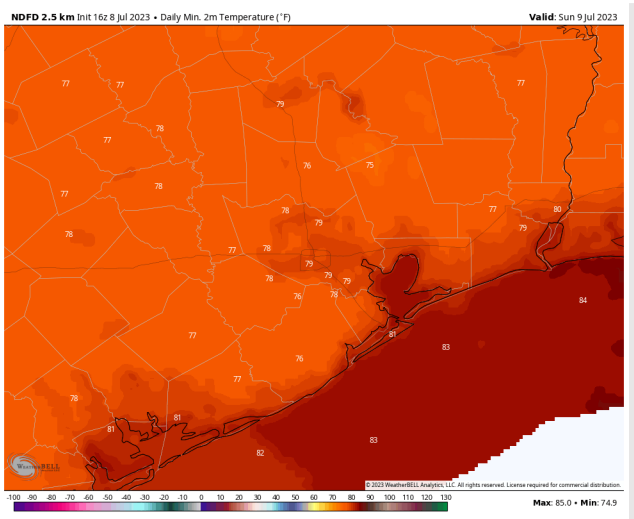 NDFD 2.5 km Init 16z 8 Jul 2023 • Daily Min. 2m Temperature (°F) Valid: Sun 9 Jul 2023
77 77 77
79
78
77
76 75
78
77
78 77 80
79 79
78
77 78
79
78 79 79
76 78
84
77 81
83
76
77
78
81 81
83
82
WeatherBELL
© 2023 WeatherBELL Analytics, LLC. All rights reserved. License required for commercial distribution.
-100 -90 -80 -70 -60 -50 -40 -30 -20 -10 0 10 20 30 40 50 60 70 80 90 100 110 120 130
Max: 85.0 • Min: 74.9